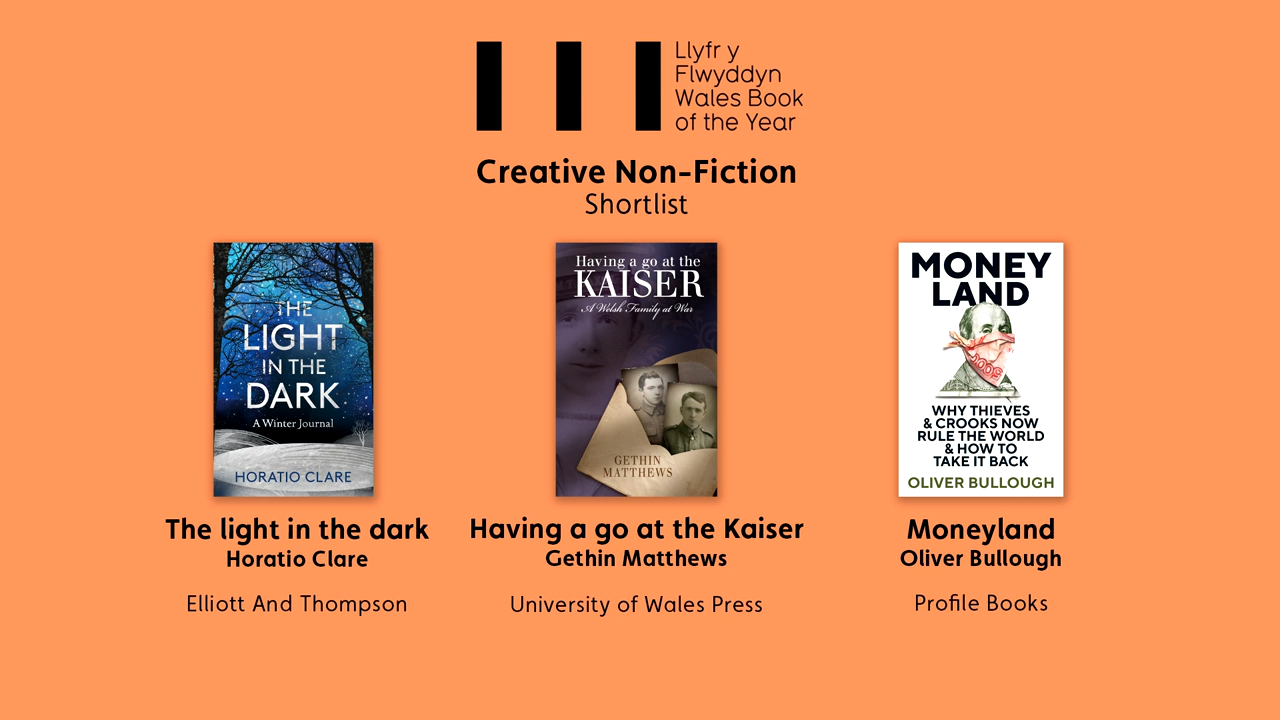 Llyfr y
Flwyddyn
Wales Book
of the Year
Creative Non-Fiction
Shortlist
THE
LIGHT
IN THE
DARK
A Winter Journal
HORATIO CLARE
Having a go at the
KAISER
A Welsh Family at War
GETHIN
MATTHEWS
MONEY
LAND
5000
WHY THIEVES
& CROOKS NOW
RULE THE WORLD
& HOW TO
TAKE IT BACK
OLIVER BULLOUGH
The light in the dark
Horatio Clare
Elliott And Thompson
Having a go at the Kaiser
Gethin Matthews
University of Wales Press
Moneyland
Oliver Bullough
Profile Books